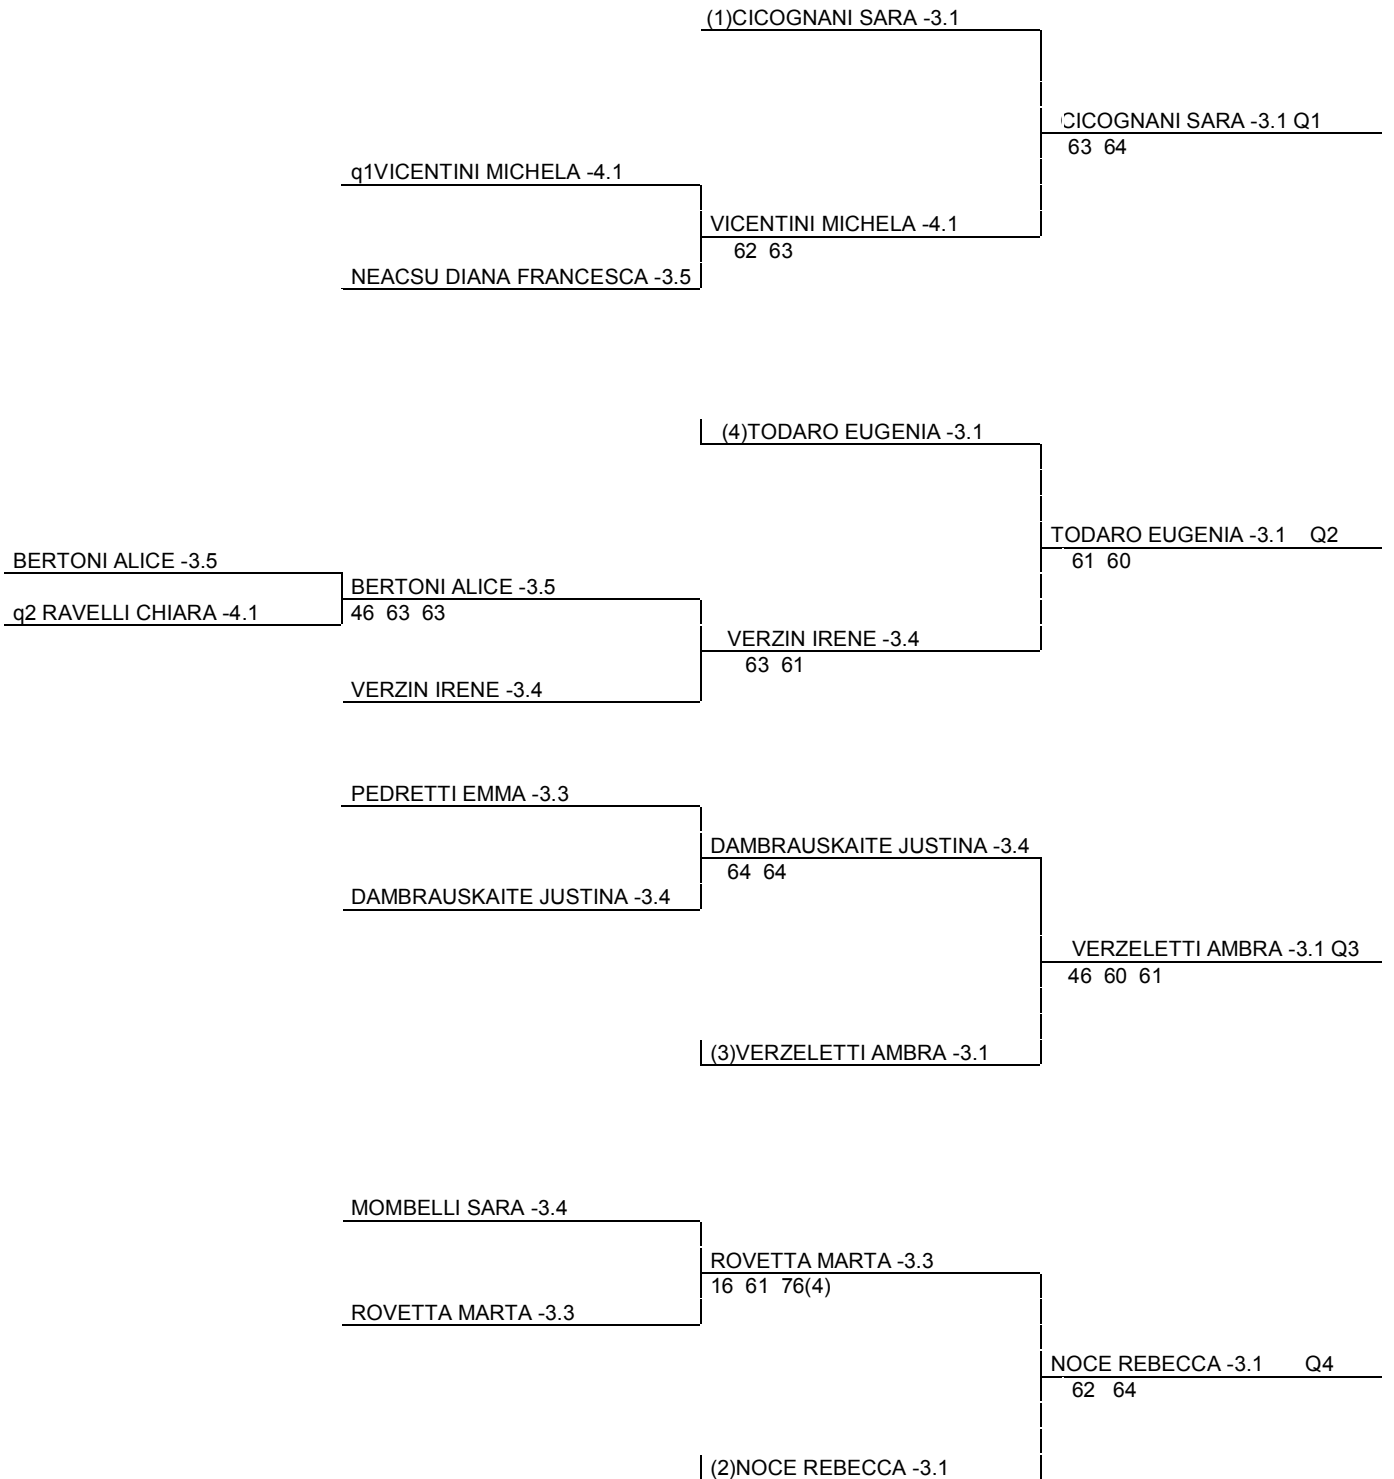 (1)CICOGNANI SARA -3.1
CICOGNANI SARA -3.1 Q1
63 64
q1VICENTINI MICHELA -4.1
VICENTINI MICHELA -4.1
62 63
NEACSU DIANA FRANCESCA -3.5
(4)TODARO EUGENIA -3.1
TODARO EUGENIA -3.1 Q2
61 60
BERTONI ALICE -3.5
BERTONI ALICE -3.5
q2 RAVELLI CHIARA -4.1
46 63 63
VERZIN IRENE -3.4
63 61
VERZIN IRENE -3.4
PEDRETTI EMMA -3.3
DAMBRAUSKAITE JUSTINA -3.4
64 64
DAMBRAUSKAITE JUSTINA -3.4
VERZELETTI AMBRA -3.1 Q3
46 60 61
(3)VERZELETTI AMBRA -3.1
MOMBELLI SARA -3.4
ROVETTA MARTA -3.3
16 61 76(4)
ROVETTA MARTA -3.3
NOCE REBECCA -3.1 Q4
62 64
(2)NOCE REBECCA -3.1